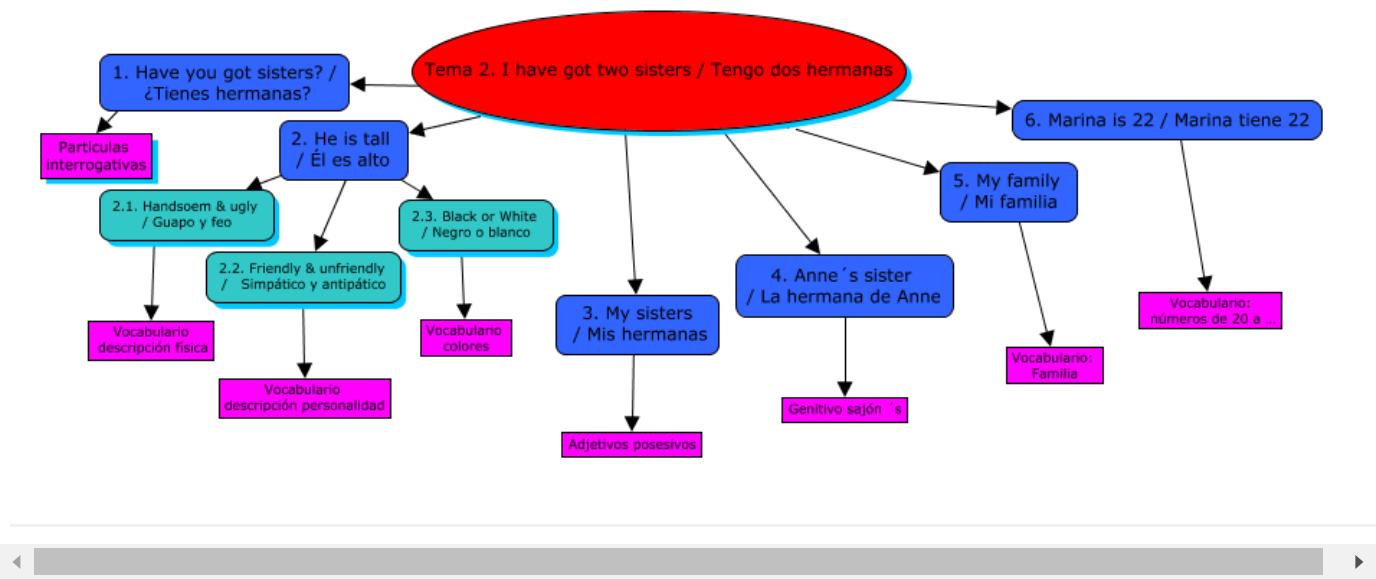 Tema 2. I have got two sisters / Tengo dos hermanas
1. Have you got sisters? /
¿Tienes hermanas?
Partículas
interrogativas
2. He is tall
/ Él es alto
2.1. Handsoem & ugly
/ Guapo y feo
Vocabulario
descripción física
2.2. Friendly & unfriendly
/ Simpático y antipático
Vocabulario
descripción personalidad
2.3. Black or White
/ Negro o blanco
Vocabulario
colores
3. My sisters
/ Mis hermanas
Adjetivos posesivos
4. Anne´s sister
/ La hermana de Anne
Genitivo sajón ´s
5. My family
/ Mi familia
Vocabulario:
Familia
6. Marina is 22 / Marina tiene 22
Vocabulario:
números de 20 a ...